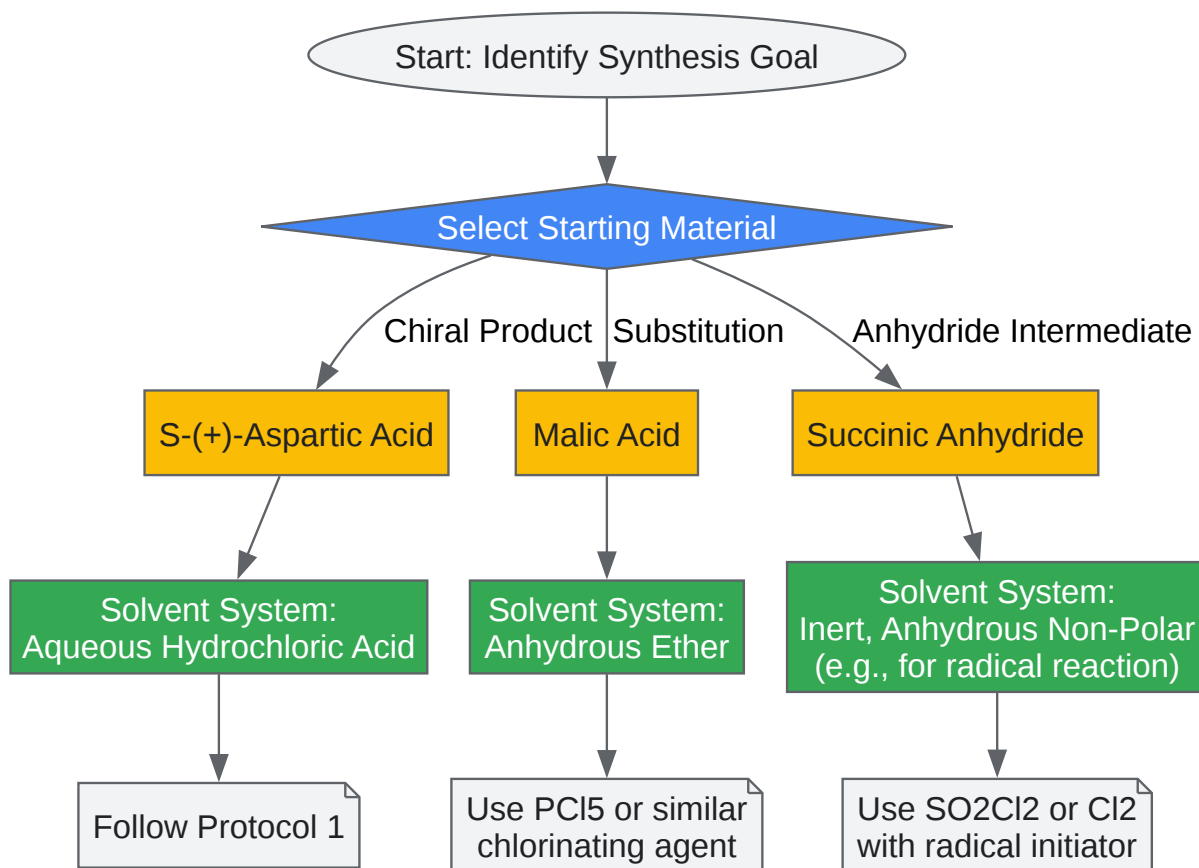 Start: Identify Synthesis Goal
Select Starting Material
Chiral Product
Substitution
Anhydride Intermediate
S-(+)-Aspartic Acid
Malic Acid
Succinic Anhydride
Solvent System:
Aqueous Hydrochloric Acid
Solvent System:
Anhydrous Ether
Solvent System:
Inert, Anhydrous Non-Polar
(e.g., for radical reaction)
Follow Protocol 1
Use PCl5 or similar
chlorinating agent
Use SO2Cl2 or Cl2
with radical initiator